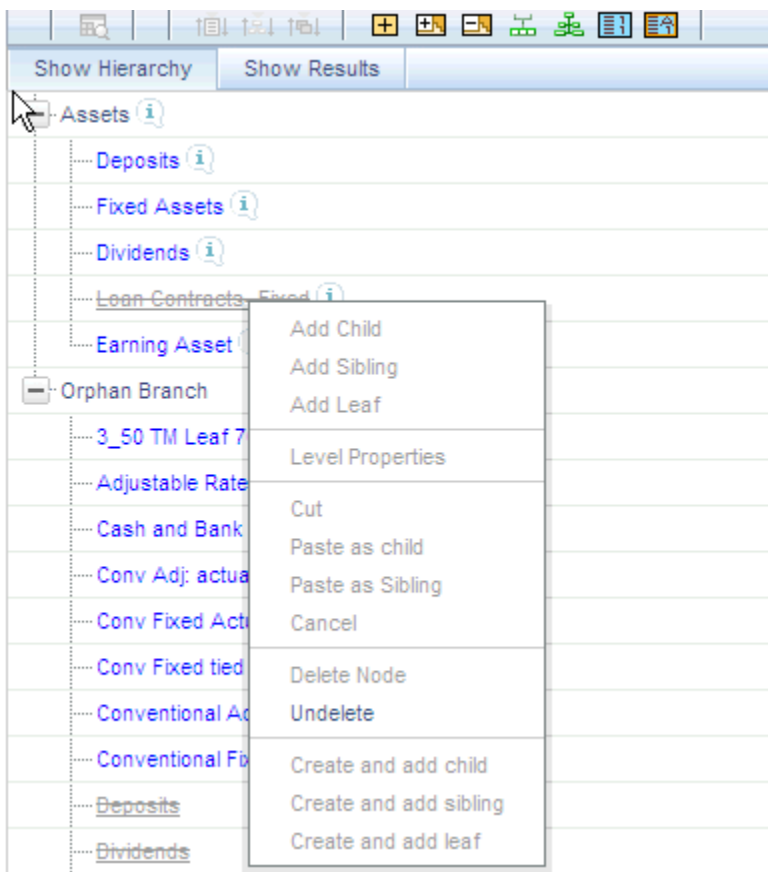 Show Hierarchy Show Results
Assets
Deposits
Fixed Assets
Dividends
Loan Contracts, Fixed
Earning Asset
Orphan Branch
3_50 TM Leaf 7
Adjustable Rate
Cash and Bank
Conv Adj: actua
Conv Fixed Actu
Conv Fixed tied
Conventional Ad
Conventional Fix
Deposits
Dividends
Add Child
Add Sibling
Add Leaf
Level Properties
Cut
Paste as child
Paste as Sibling
Cancel
Delete Node
Undelete
Create and add child
Create and add sibling
Create and add leaf